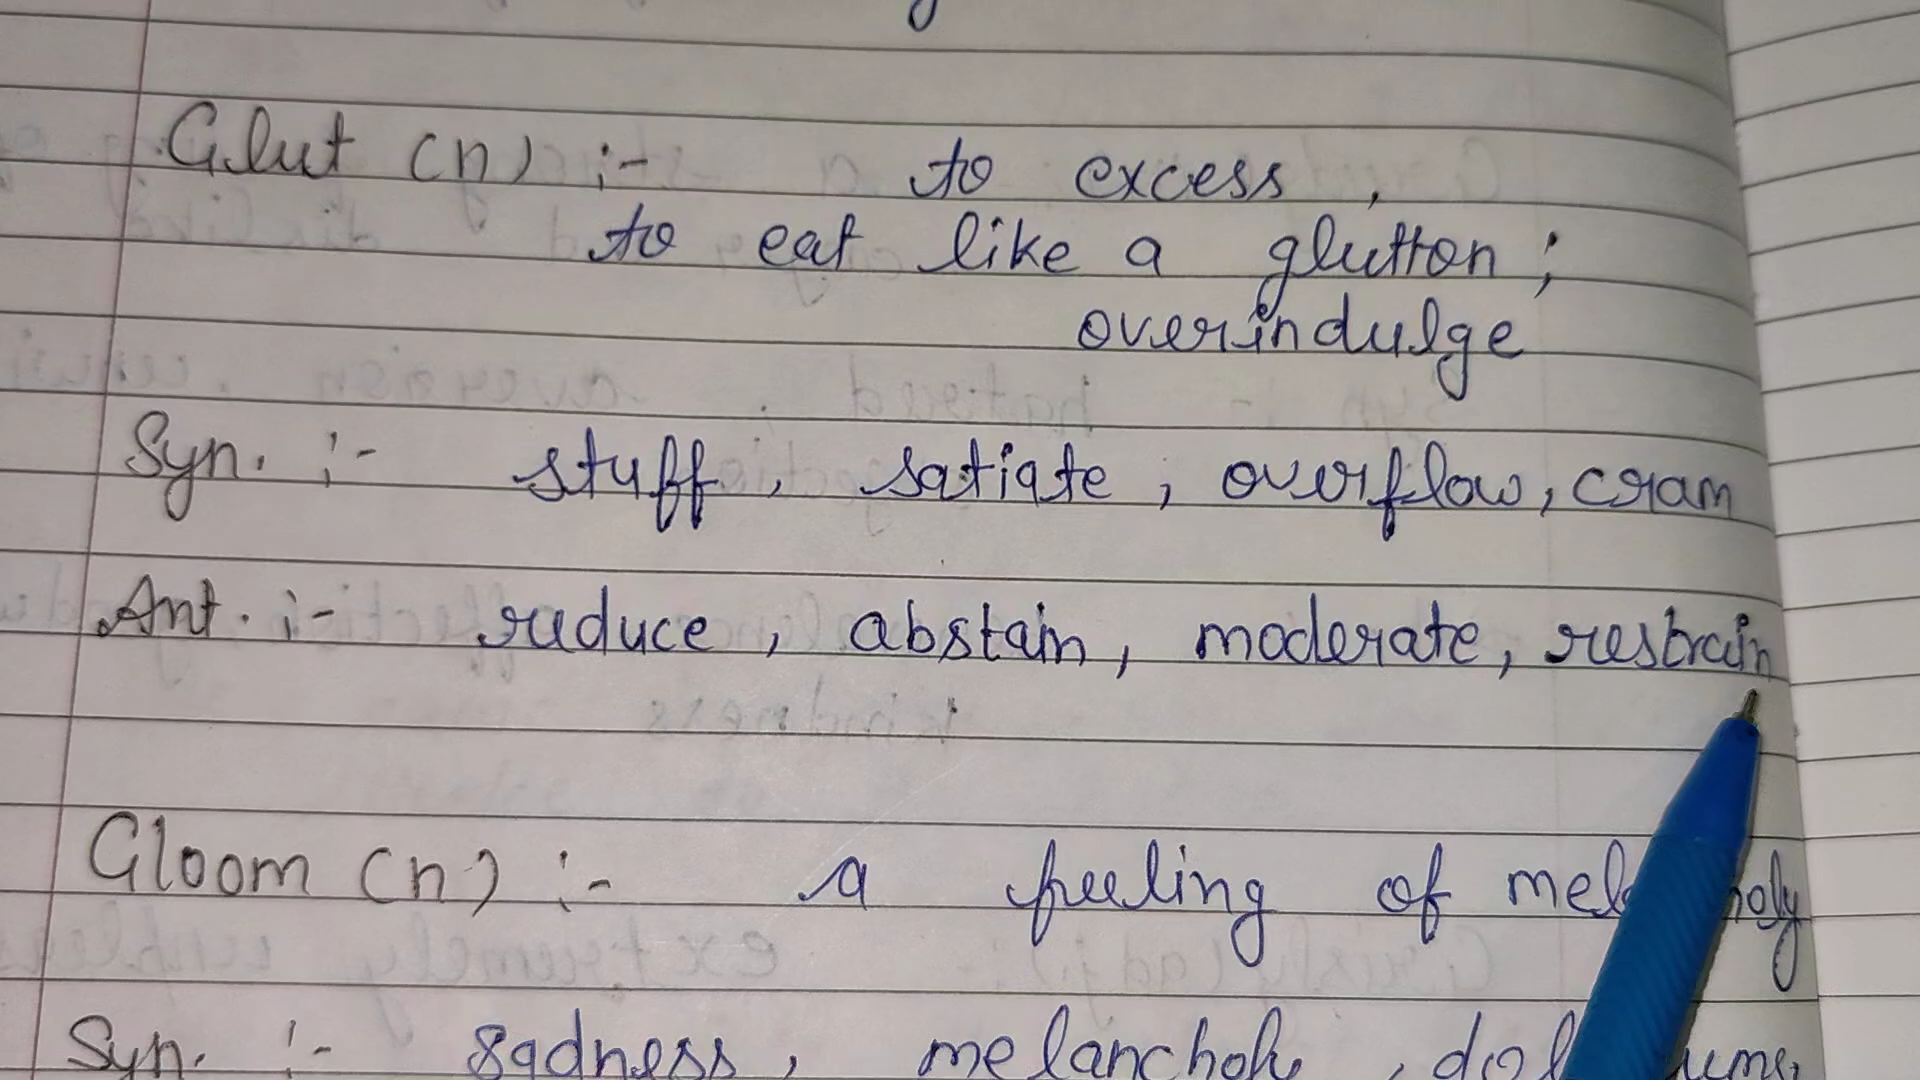 Glut (n) :- to excess,
to eat like a glutton;
overindulge
Syn. :- stuff, satiate, overflow, cram
Ant. :- reduce, abstain, moderate, restrain
Gloom (n) :- a feeling of
Syn. :- sadness, melancholy,